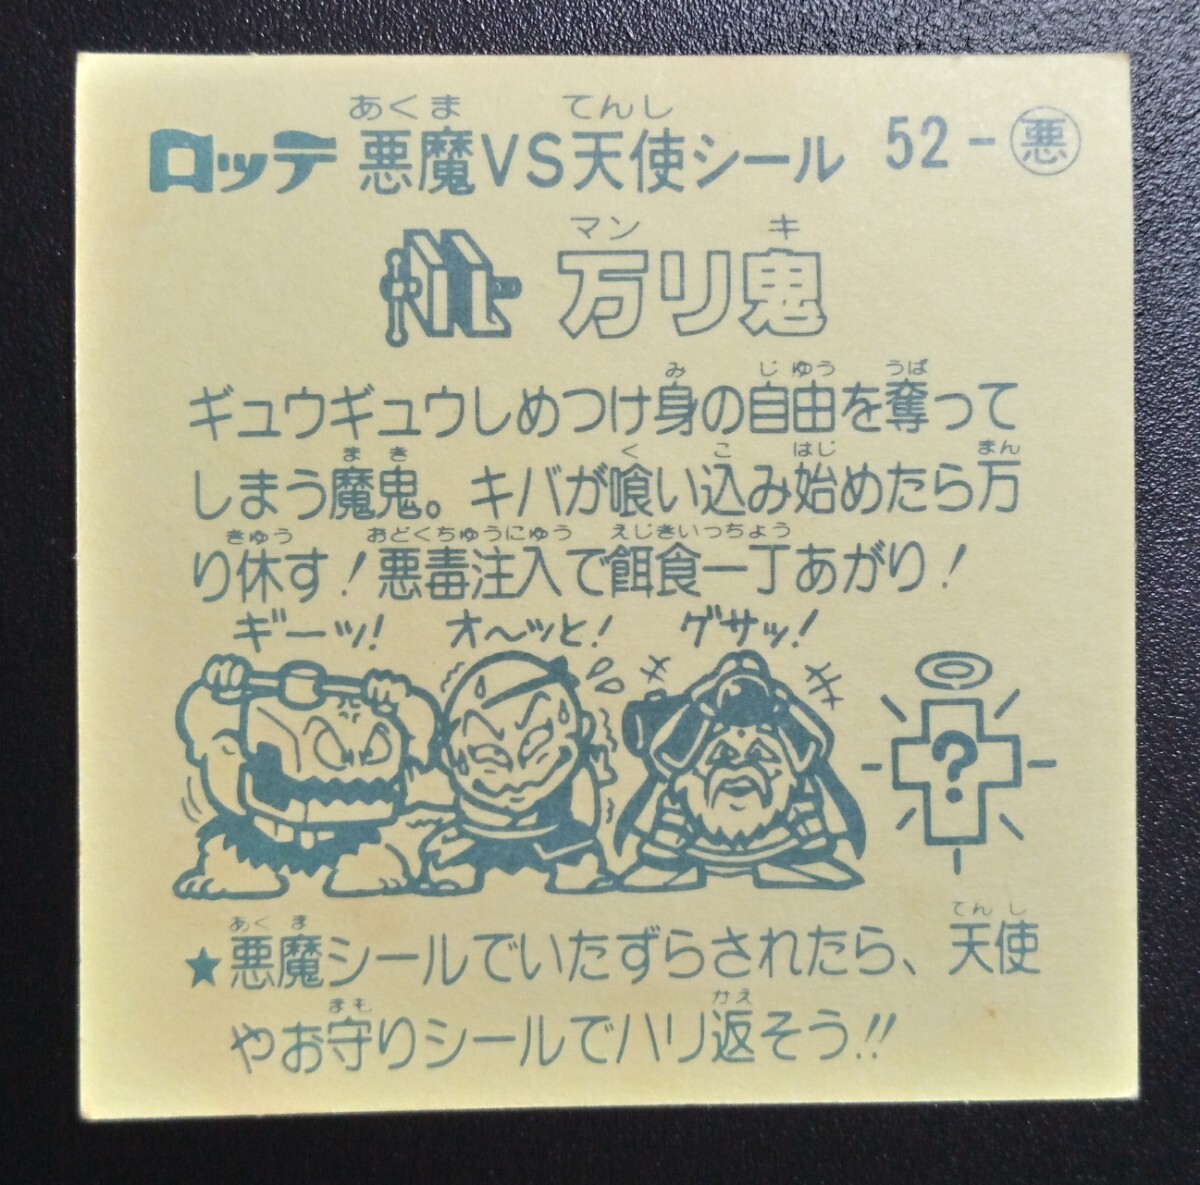 ロッテ 悪魔VS天使シール 52-悪
あくま てんし
マン キ
万リ鬼
み じゆう うば
ギュウギュウしめつけ身の自由を奪って
まき く こ はじ まん
しまう魔鬼。キバが喰い込み始めたら万
きゅう おどくちゅうにゅう えじきいっちょう
り休す！悪毒注入で餌食一丁あがり！
ギーッ！ オ〜ッと！ グサッ！
?
あくま てんし
★悪魔シールでいたずらされたら、天使
まも かえ
やお守りシールでハリ返そう!!